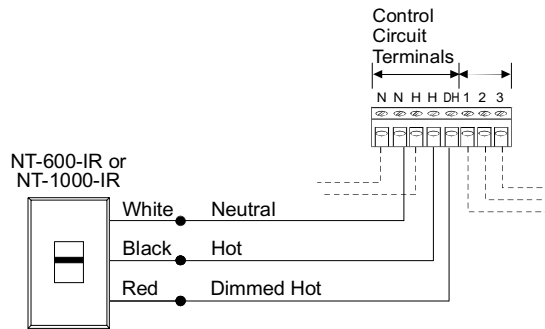 Control
Circuit
Terminals
N N H H DH 1 2 3
NT-600-IR or
NT-1000-IR
White Neutral
Black Hot
Red Dimmed Hot